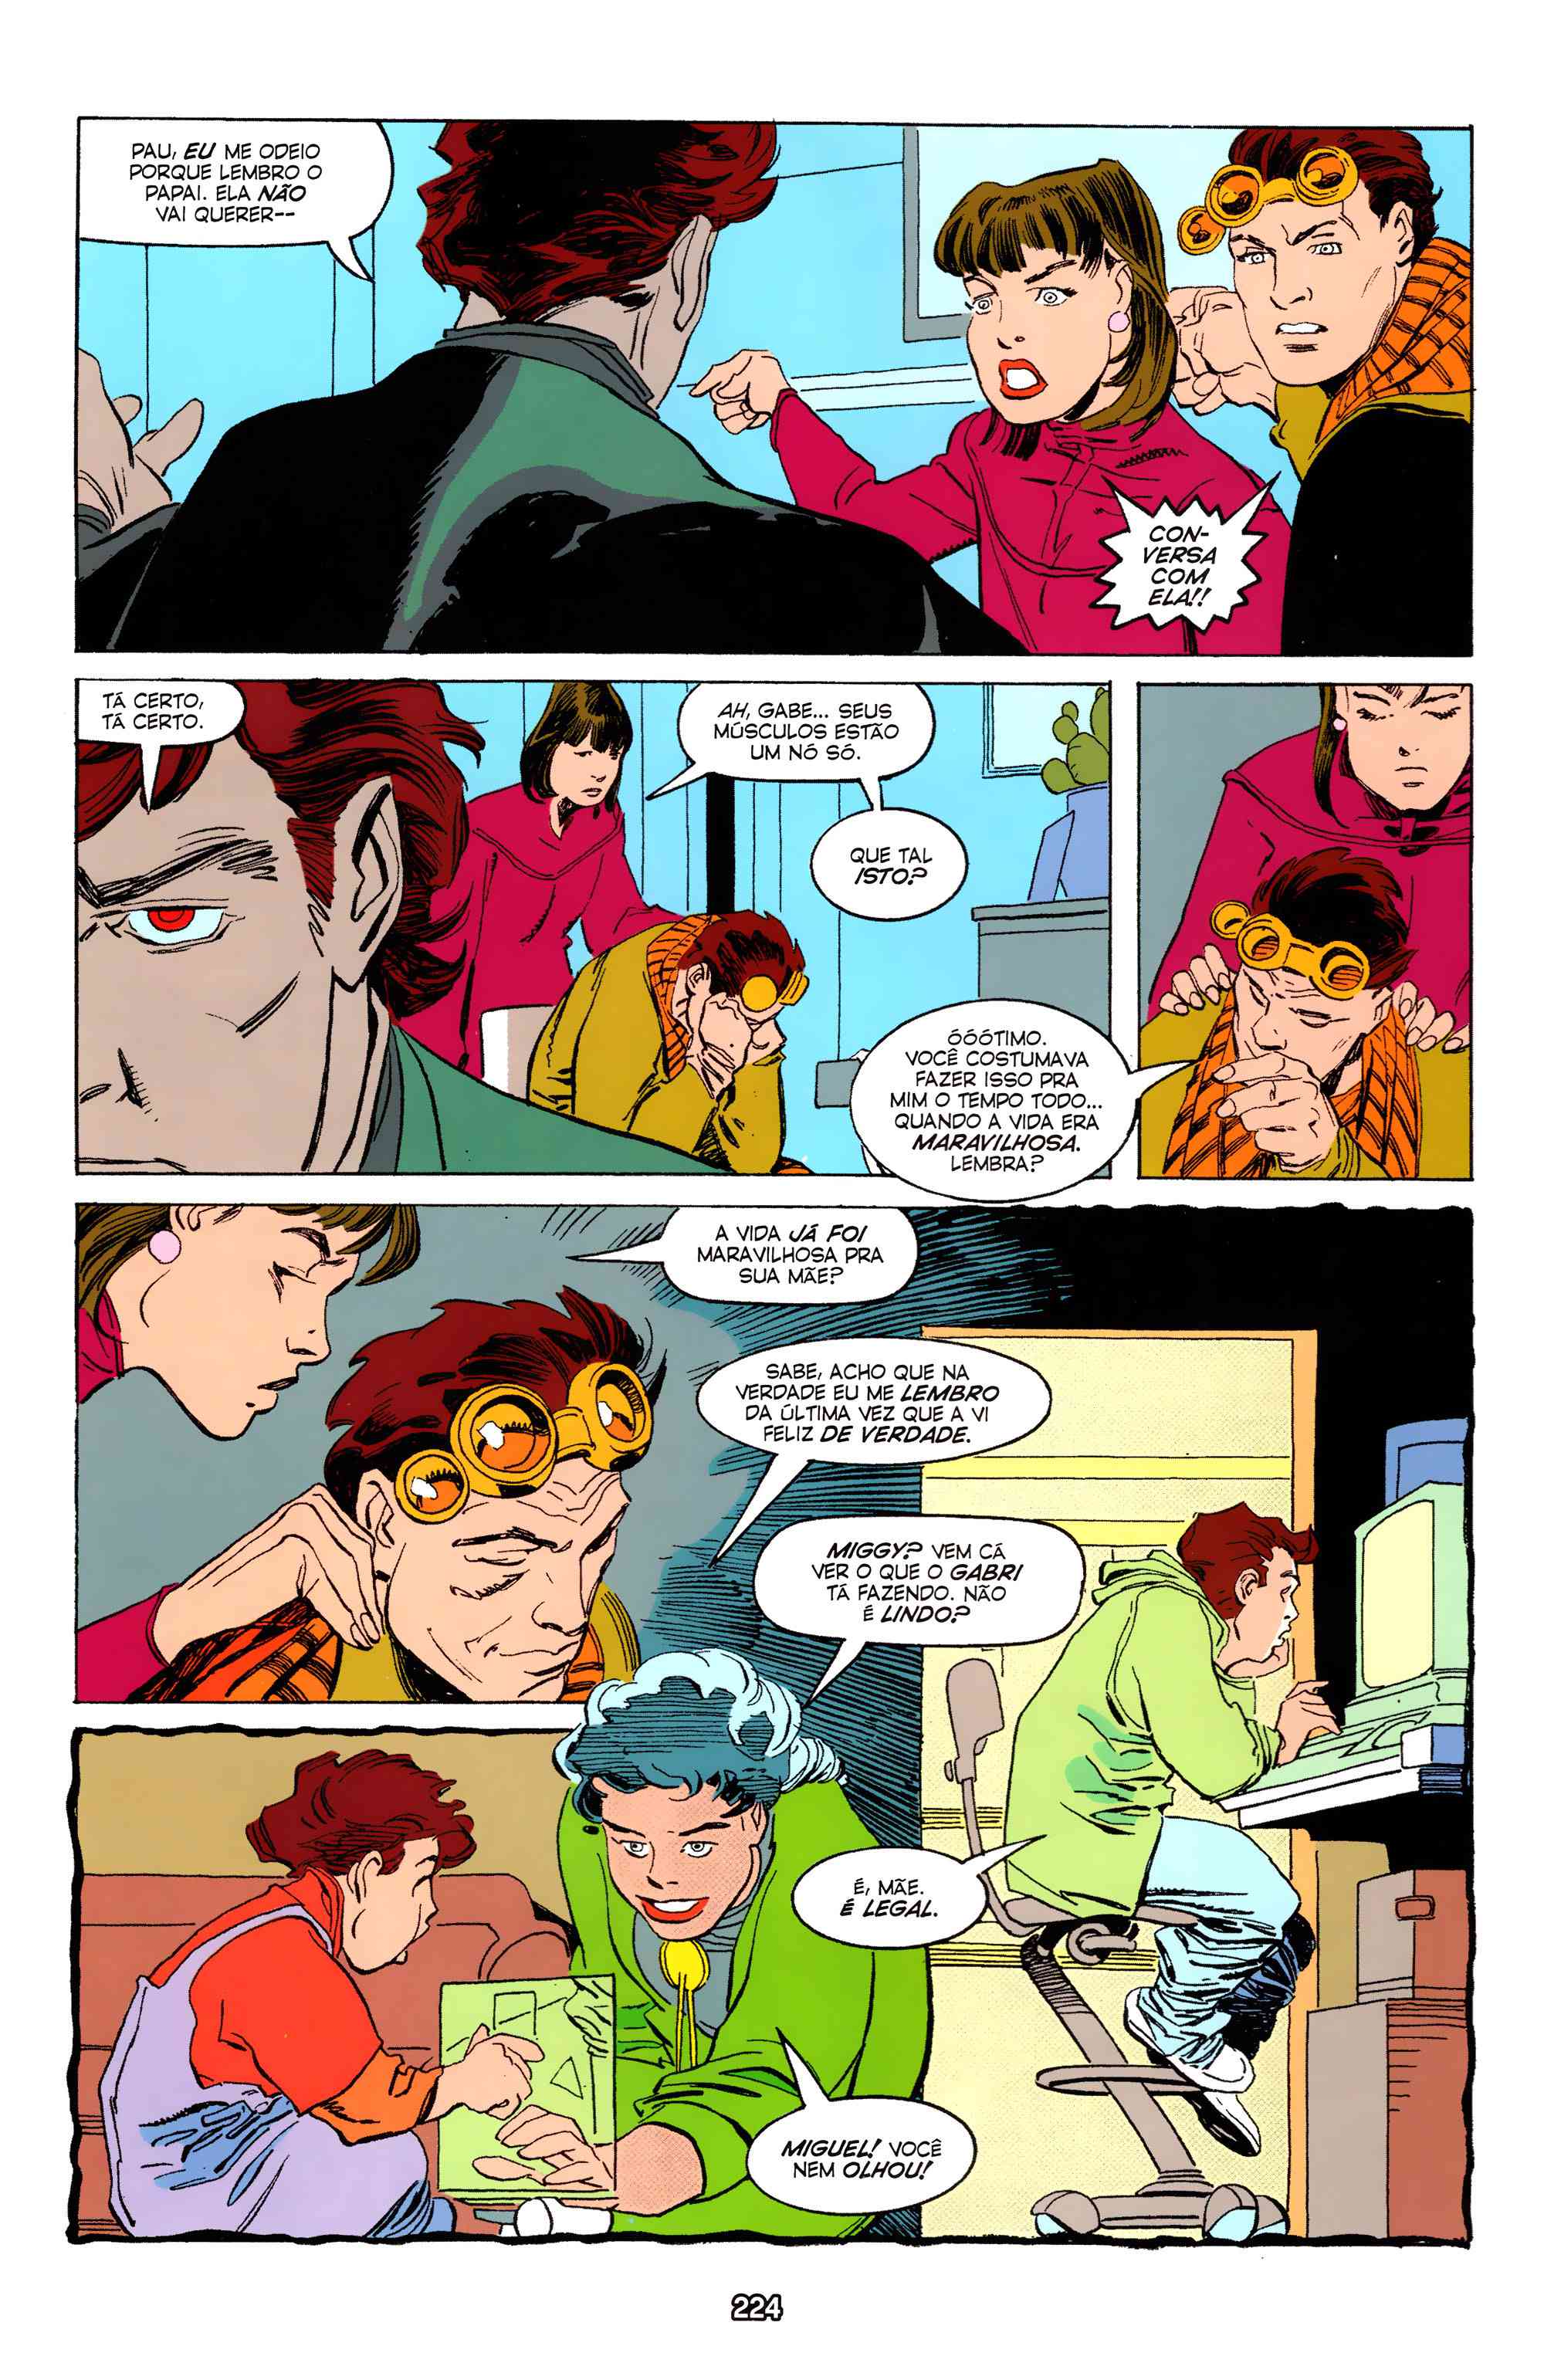 PAU, EU ME ODEIO
PORQUE LEMBRO O
PAPAI. ELA NÃO
VAI QUERER--
CON-
VERSA
COM
ELA!!
TÁ CERTO,
TÁ CERTO.
AH, GABE... SEUS
MÚSCULOS ESTÃO
UM NÓ SÓ.
QUE TAL
ISTO?
ÓÓÓTIMO.
VOCÊ COSTUMAVA
FAZER ISSO PRA
MIM O TEMPO TODO...
QUANDO A VIDA ERA
MARAVILHOSA.
LEMBRA?
A VIDA JÁ FOI
MARAVILHOSA PRA
SUA MÃE?
SABE, ACHO QUE NA
VERDADE EU ME LEMBRO
DA ÚLTIMA VEZ QUE A VI
FELIZ DE VERDADE.
MIGGY? VEM CÁ
VER O QUE O GABRI
TÁ FAZENDO. NÃO
É LINDO?
É, MÃE.
É LEGAL.
MIGUEL! VOCÊ
NEM OLHOU!
224